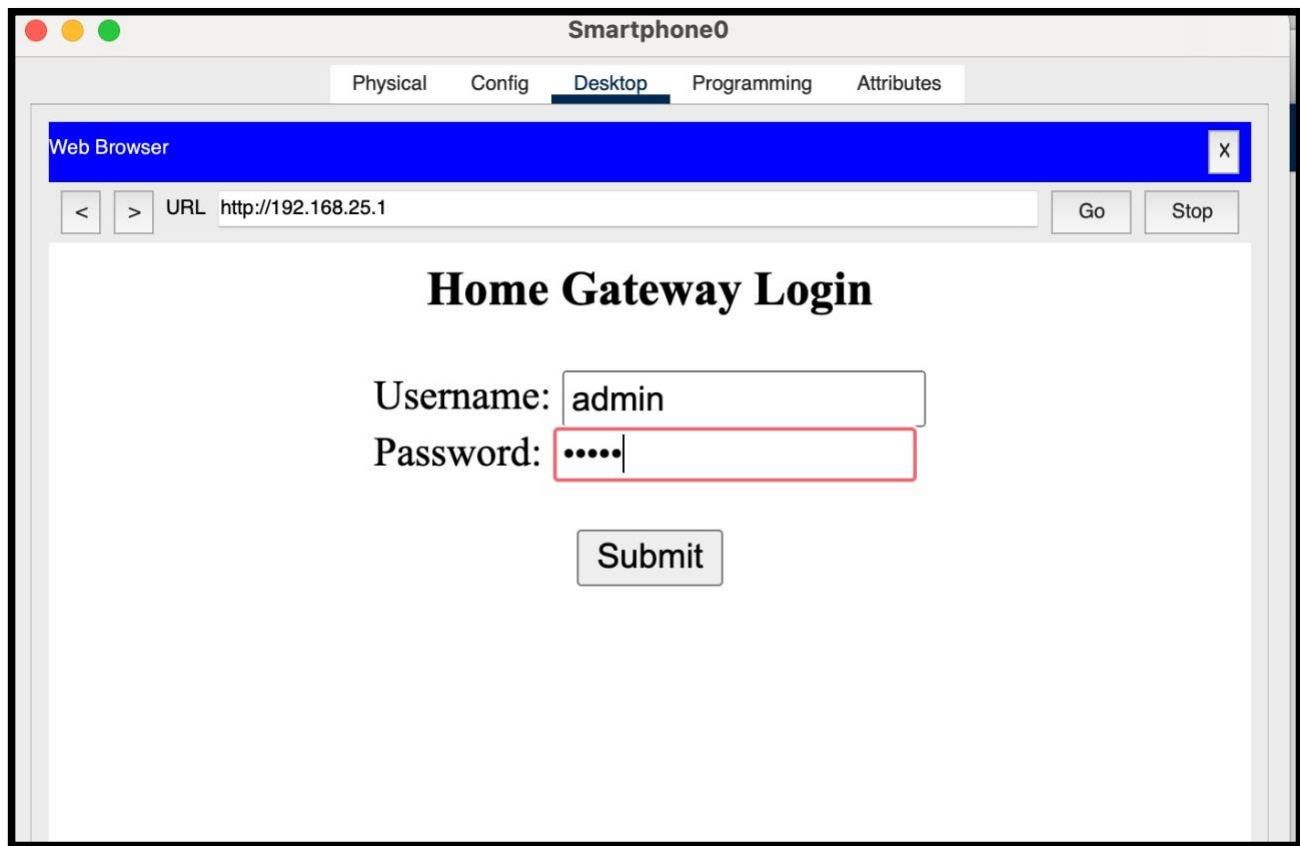 Smartphone0
Physical Config Desktop Programming Attributes
Web Browser X
< > URL http://192.168.25.1 Go Stop
Home Gateway Login
Username: admin
Password: •••••
Submit